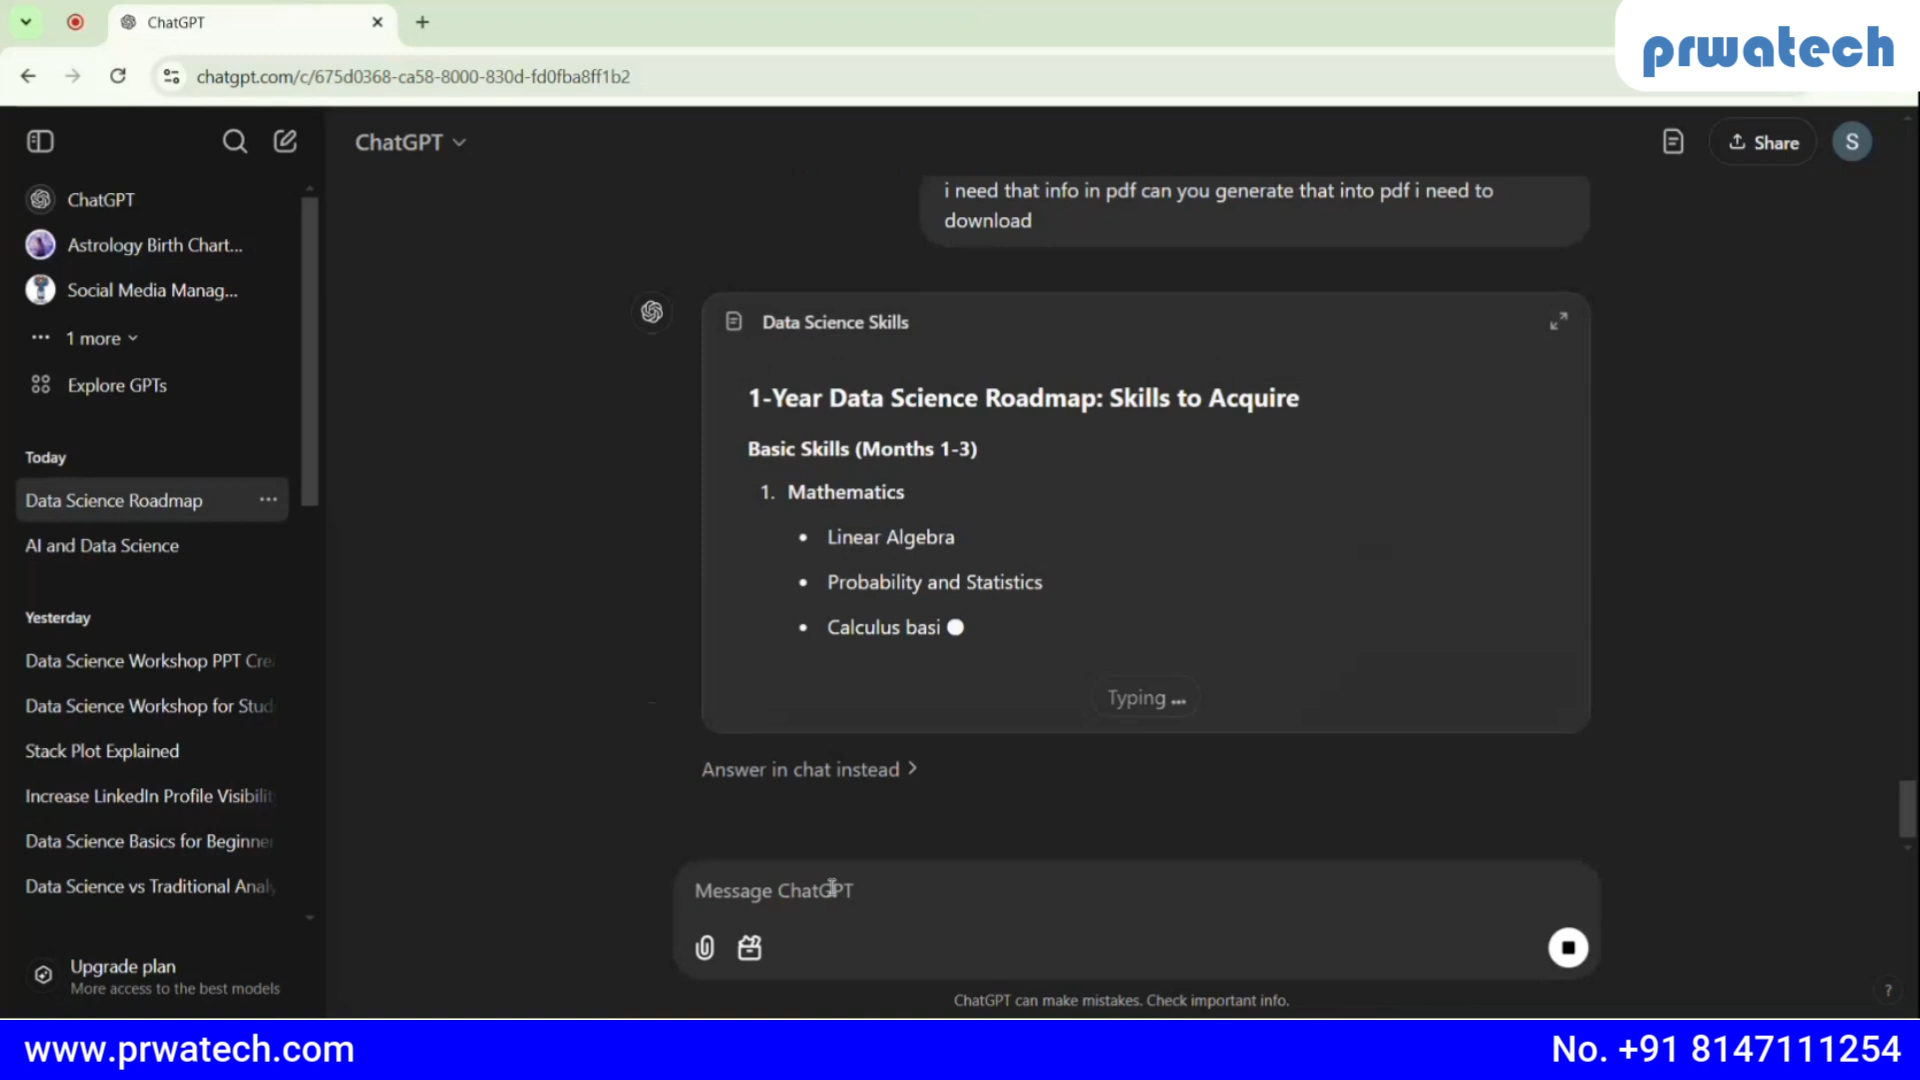 ChatGPT
prwatech
chatgpt.com/c/675d0368-ca58-8000-830d-fd0fba8ff1b2
ChatGPT
Share
S
ChatGPT
Astrology Birth Chart...
Social Media Manag...
1 more
Explore GPTs
Today
Data Science Roadmap
AI and Data Science
Yesterday
Data Science Workshop PPT Cre
Data Science Workshop for Stud
Stack Plot Explained
Increase LinkedIn Profile Visibilit
Data Science Basics for Beginner
Data Science vs Traditional Analy
Upgrade plan
More access to the best models
i need that info in pdf can you generate that into pdf i need to
download
Data Science Skills
1-Year Data Science Roadmap: Skills to Acquire
Basic Skills (Months 1-3)
1. Mathematics
• Linear Algebra
• Probability and Statistics
• Calculus basi
Typing ...
Answer in chat instead >
Message ChatGPT
ChatGPT can make mistakes. Check important info.
?
www.prwatech.com
No. +91 8147111254